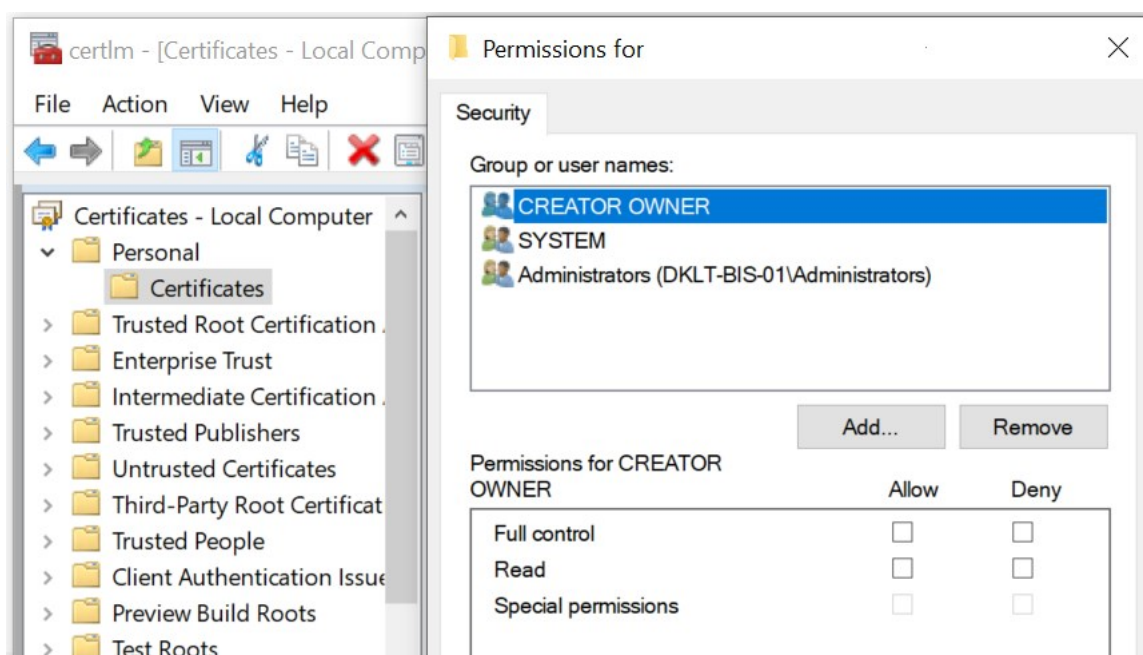 certlm - [Certificates - Local Comp
File Action View Help
Certificates - Local Computer
Personal
Certificates
Trusted Root Certification .
Enterprise Trust
Intermediate Certification .
Trusted Publishers
Untrusted Certificates
Third-Party Root Certificat
Trusted People
Client Authentication Issue
Preview Build Roots
Test Roots
Permissions for
Security
Group or user names:
CREATOR OWNER
SYSTEM
Administrators (DKLT-BIS-01\Administrators)
Add... Remove
Permissions for CREATOR
OWNER Allow Deny
Full control
Read
Special permissions